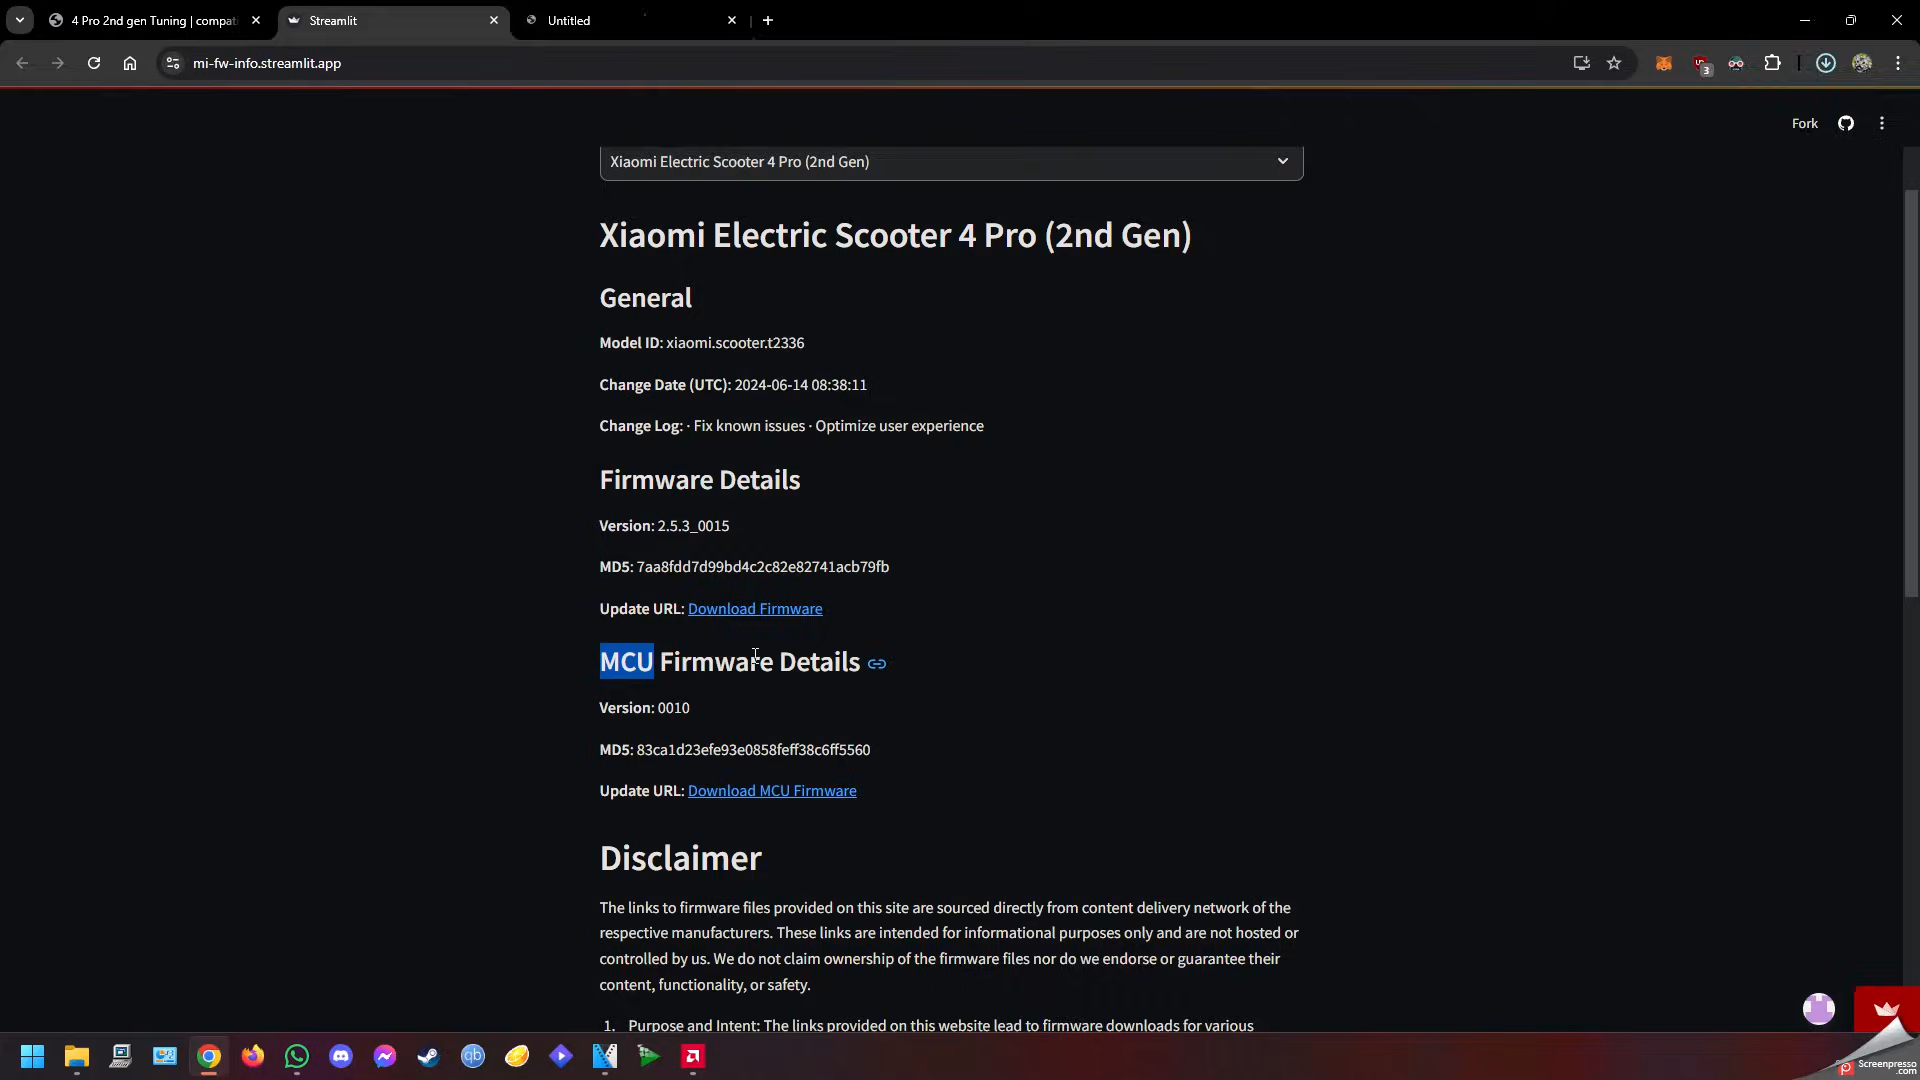 4 Pro 2nd gen Tuning | compati
Streamlit
Untitled
mi-fw-info.streamlit.app
3
Fork
Xiaomi Electric Scooter 4 Pro (2nd Gen)
Xiaomi Electric Scooter 4 Pro (2nd Gen)
General
Model ID: xiaomi.scooter.t2336
Change Date (UTC): 2024-06-14 08:38:11
Change Log: · Fix known issues · Optimize user experience
Firmware Details
Version: 2.5.3_0015
MD5: 7aa8fdd7d99bd4c2c82e82741acb79fb
Update URL: Download Firmware
MCU Firmware Details
Version: 0010
MD5: 83ca1d23efe93e0858feff38c6ff5560
Update URL: Download MCU Firmware
Disclaimer
The links to firmware files provided on this site are sourced directly from content delivery network of the
respective manufacturers. These links are intended for informational purposes only and are not hosted or
controlled by us. We do not claim ownership of the firmware files nor do we endorse or guarantee their
content, functionality, or safety.
1. Purpose and Intent: The links provided on this website lead to firmware downloads for various
qb
Screenpresso
.com